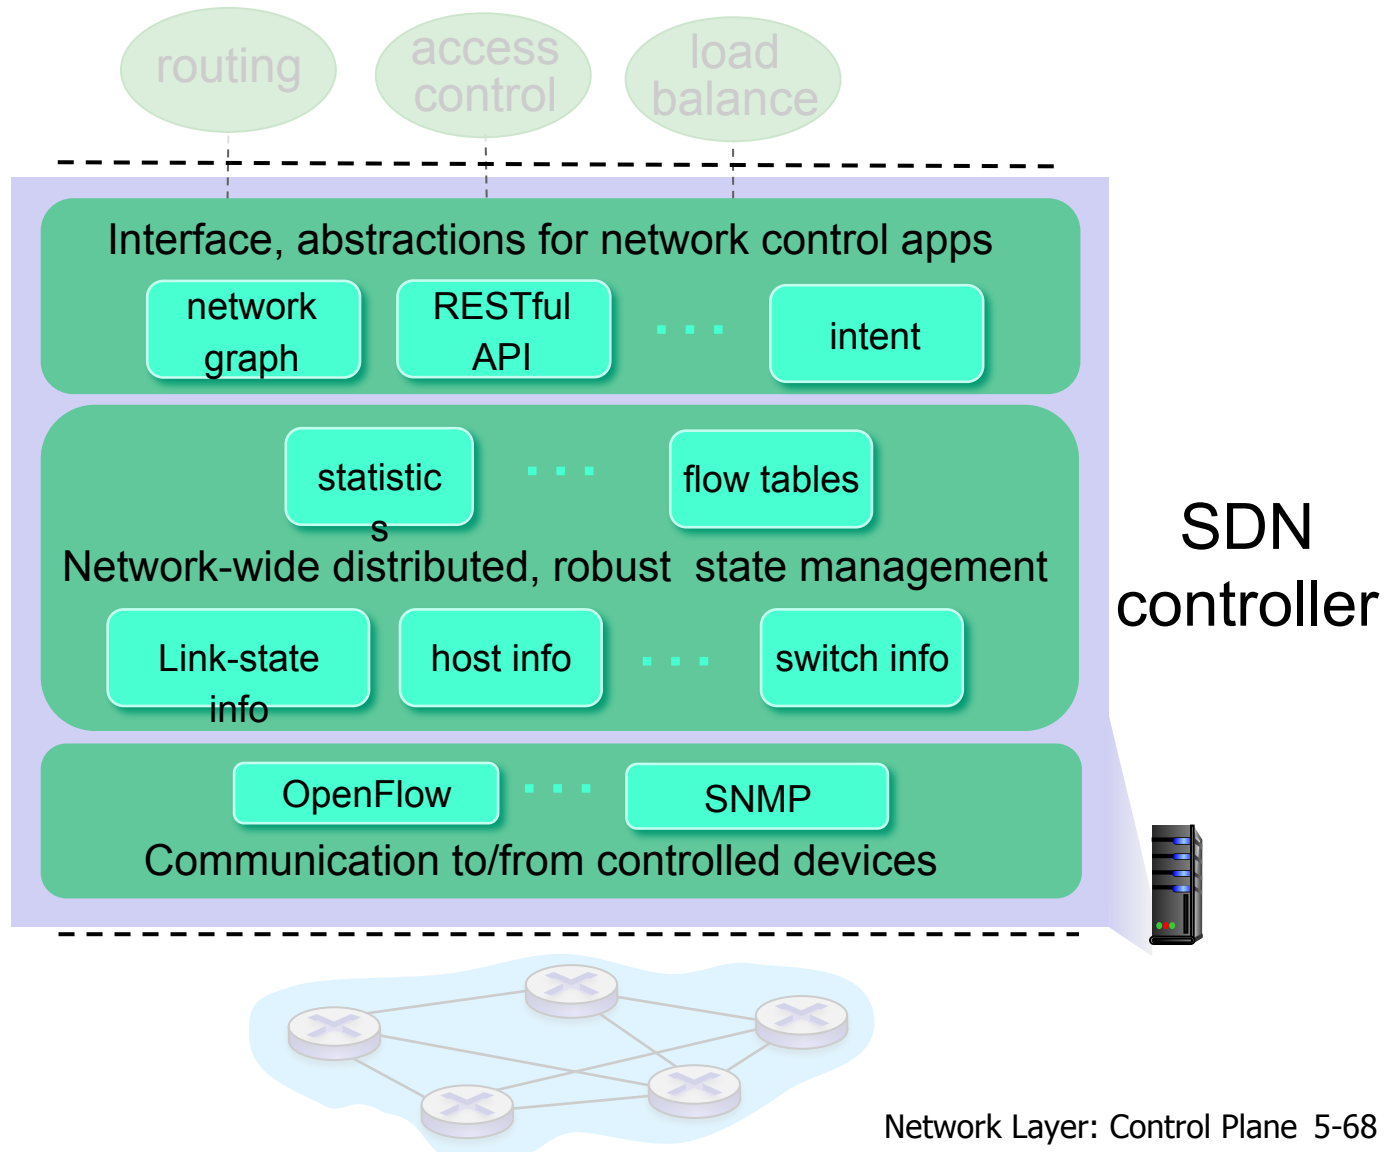 routing
access
control
load
balance
Interface, abstractions for network control apps
network
graph
RESTful
API
. . .
intent
statistic
s
. . .
flow tables
Network-wide distributed, robust  state management
Link-state
info
host info
. . .
switch info
OpenFlow
. . .
SNMP
Communication to/from controlled devices
SDN
controller
Network Layer: Control Plane 5-68